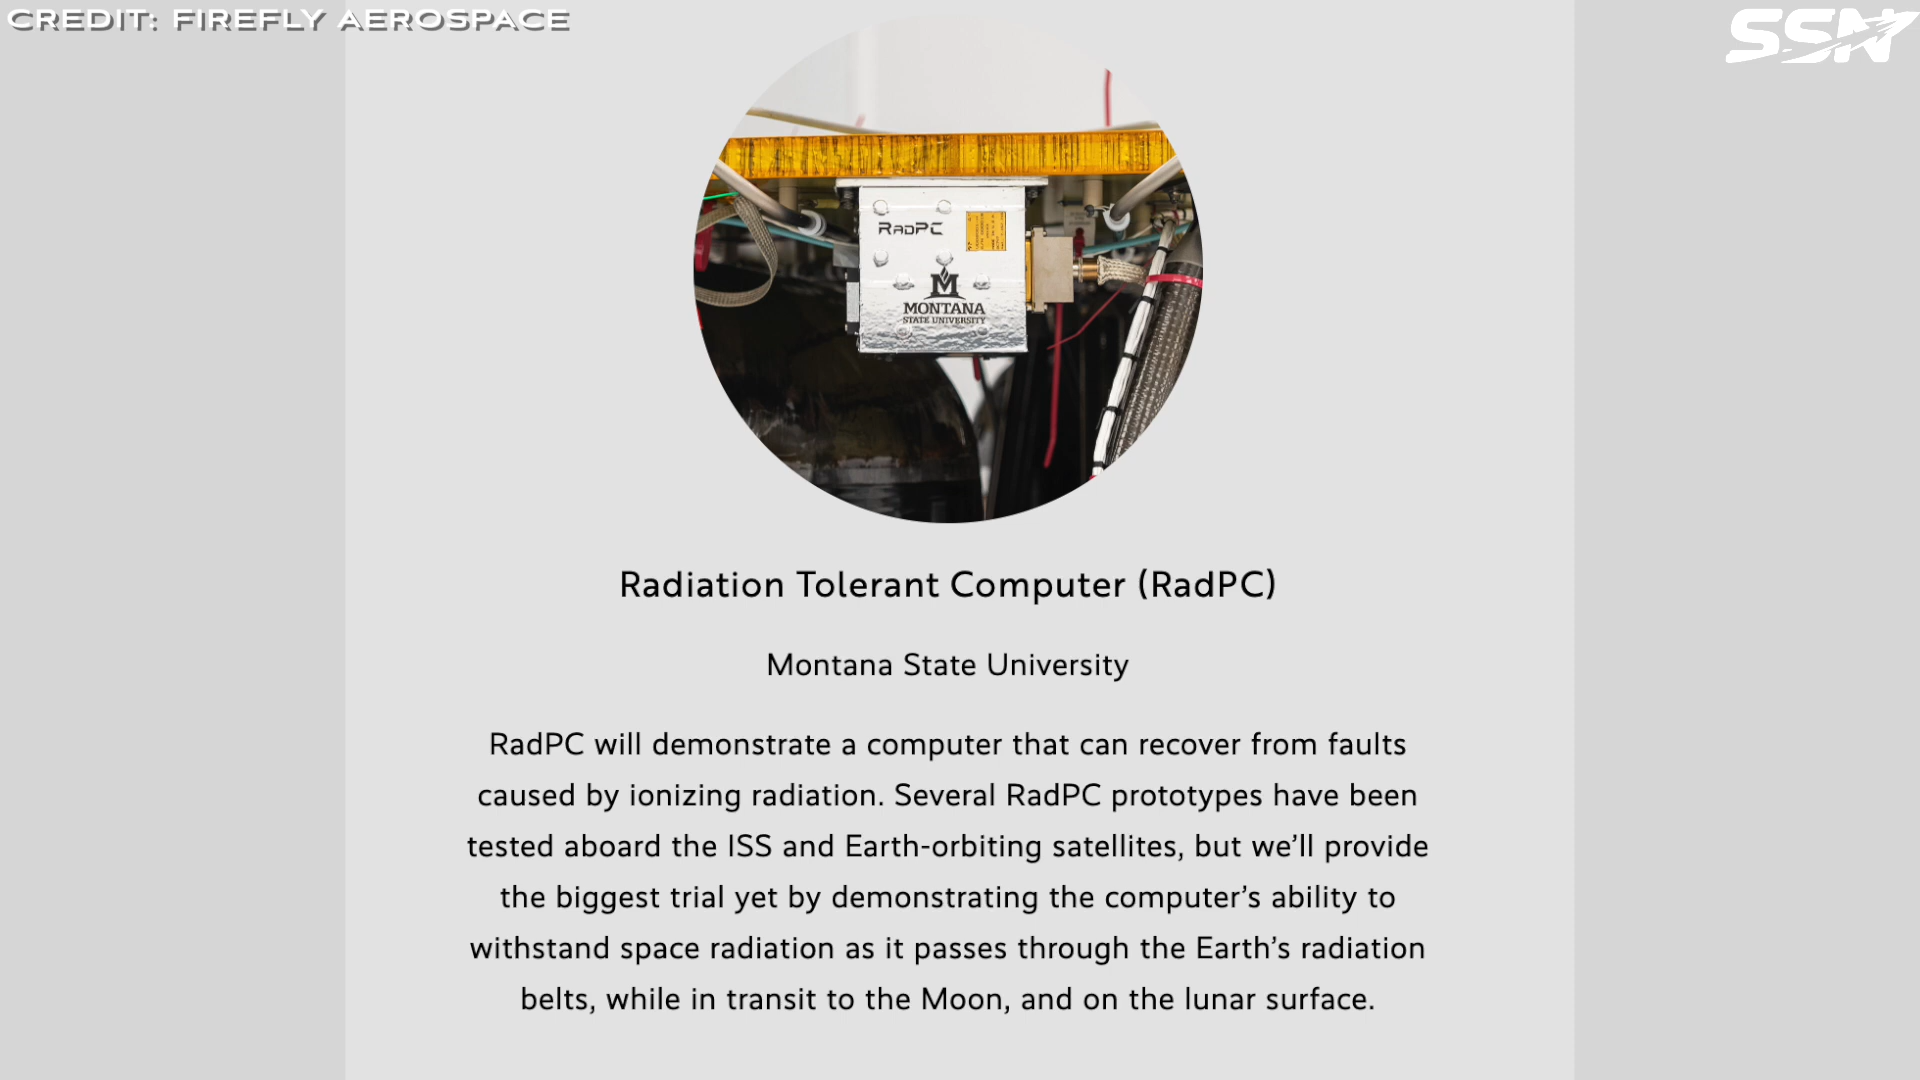 CREDIT: FIREFLY AEROSPACE
SSN
RADPC
M
MONTANA
STATE UNIVERSITY
Radiation Tolerant Computer (RadPC)
Montana State University
RadPC will demonstrate a computer that can recover from faults
caused by ionizing radiation. Several RadPC prototypes have been
tested aboard the ISS and Earth-orbiting satellites, but we’ll provide
the biggest trial yet by demonstrating the computer’s ability to
withstand space radiation as it passes through the Earth’s radiation
belts, while in transit to the Moon, and on the lunar surface.